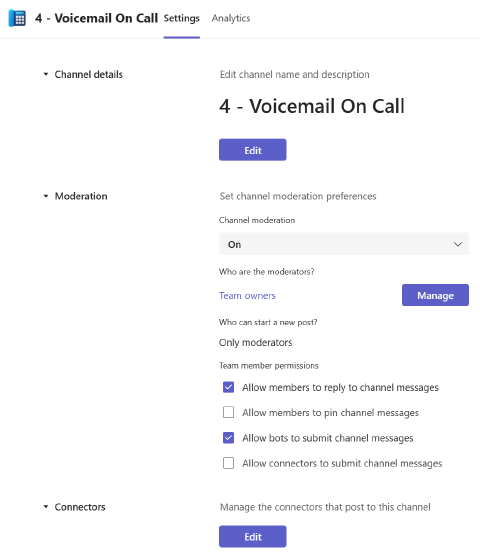 4 - Voicemail On Call Settings Analytics
Channel details Edit channel name and description
4 - Voicemail On Call
Edit
Moderation Set channel moderation preferences
Channel moderation
On
Who are the moderators?
Team owners Manage
Who can start a new post?
Only moderators
Team member permissions
Allow members to reply to channel messages
Allow members to pin channel messages
Allow bots to submit channel messages
Allow connectors to submit channel messages
Connectors Manage the connectors that post to this channel
Edit